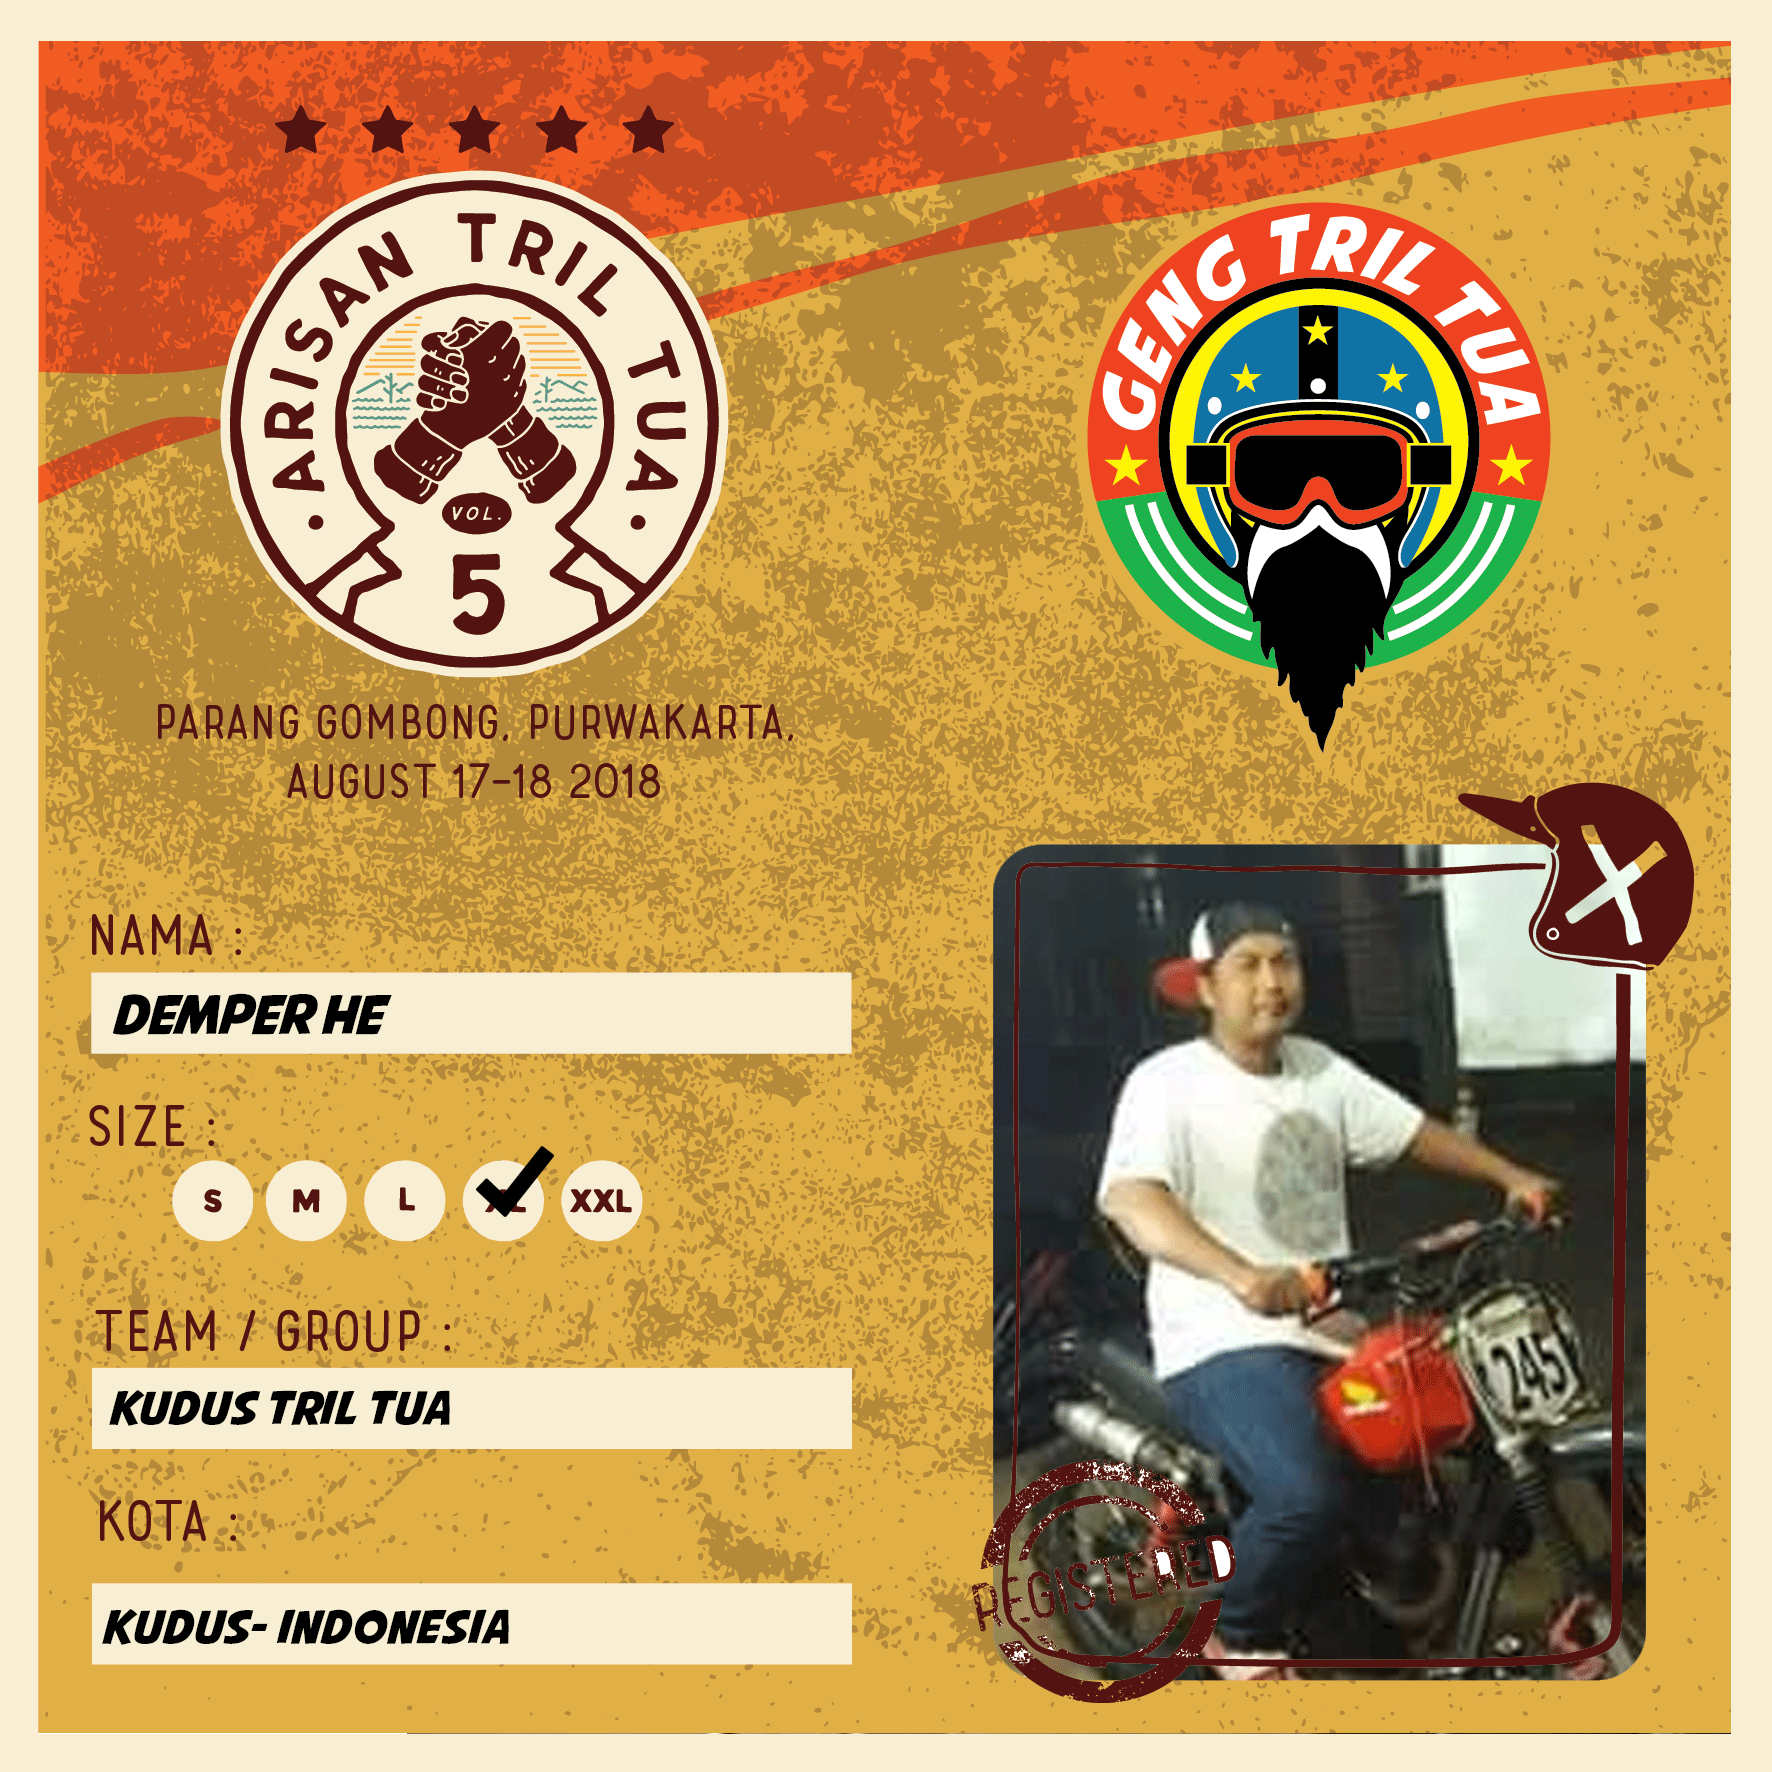 ARISAN TRIL TUA
VOL.
5
GENG TRIL TUA
PARANG GOMBONG, PURWAKARTA,
AUGUST 17-18 2018
NAMA :
DEMPER HE
SIZE :
S M L XL XXL
TEAM / GROUP :
KUDUS TRIL TUA
KOTA :
KUDUS- INDONESIA
245
REGISTERED